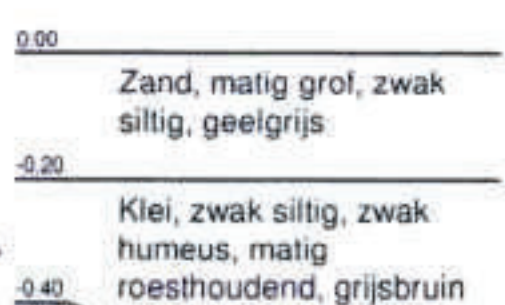 0.00
Zand, matig grof, zwak
siltig, geelgrijs
-0.20
Klei, zwak siltig, zwak
humeus, matig
-0.40
roesthoudend, grijsbruin